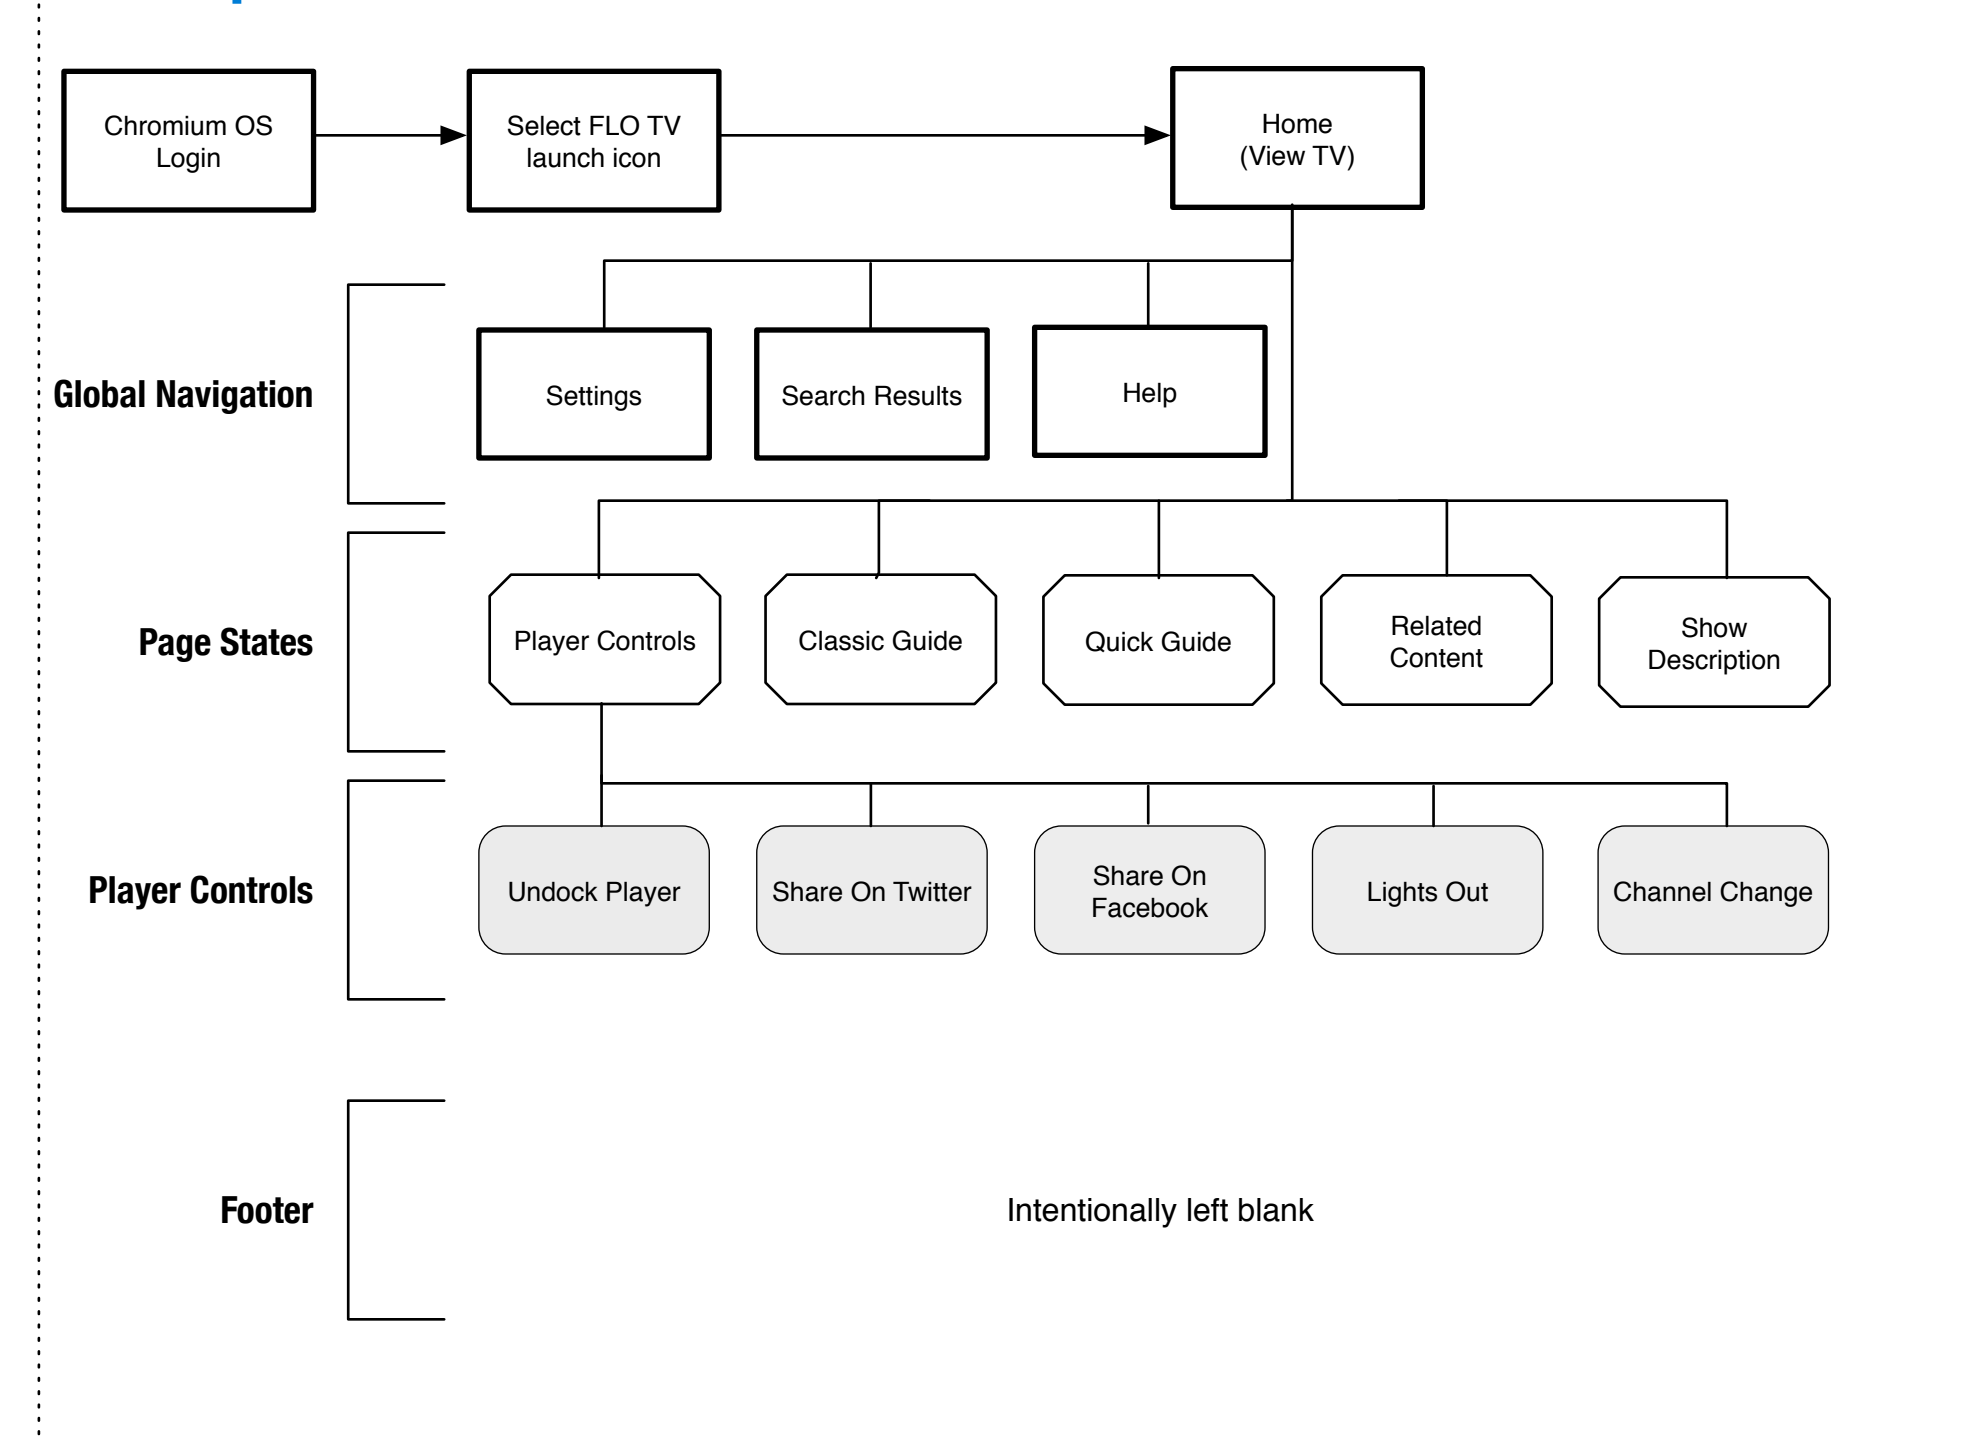 Chromium OS
Login
Select FLO TV
launch icon
Home
(View TV)
Global Navigation
Settings
Search Results
Help
Page States
Player Controls
Classic Guide
Quick Guide
Related
Content
Show
Description
Player Controls
Undock Player
Share On Twitter
Share On
Facebook
Lights Out
Channel Change
Footer
Intentionally left blank